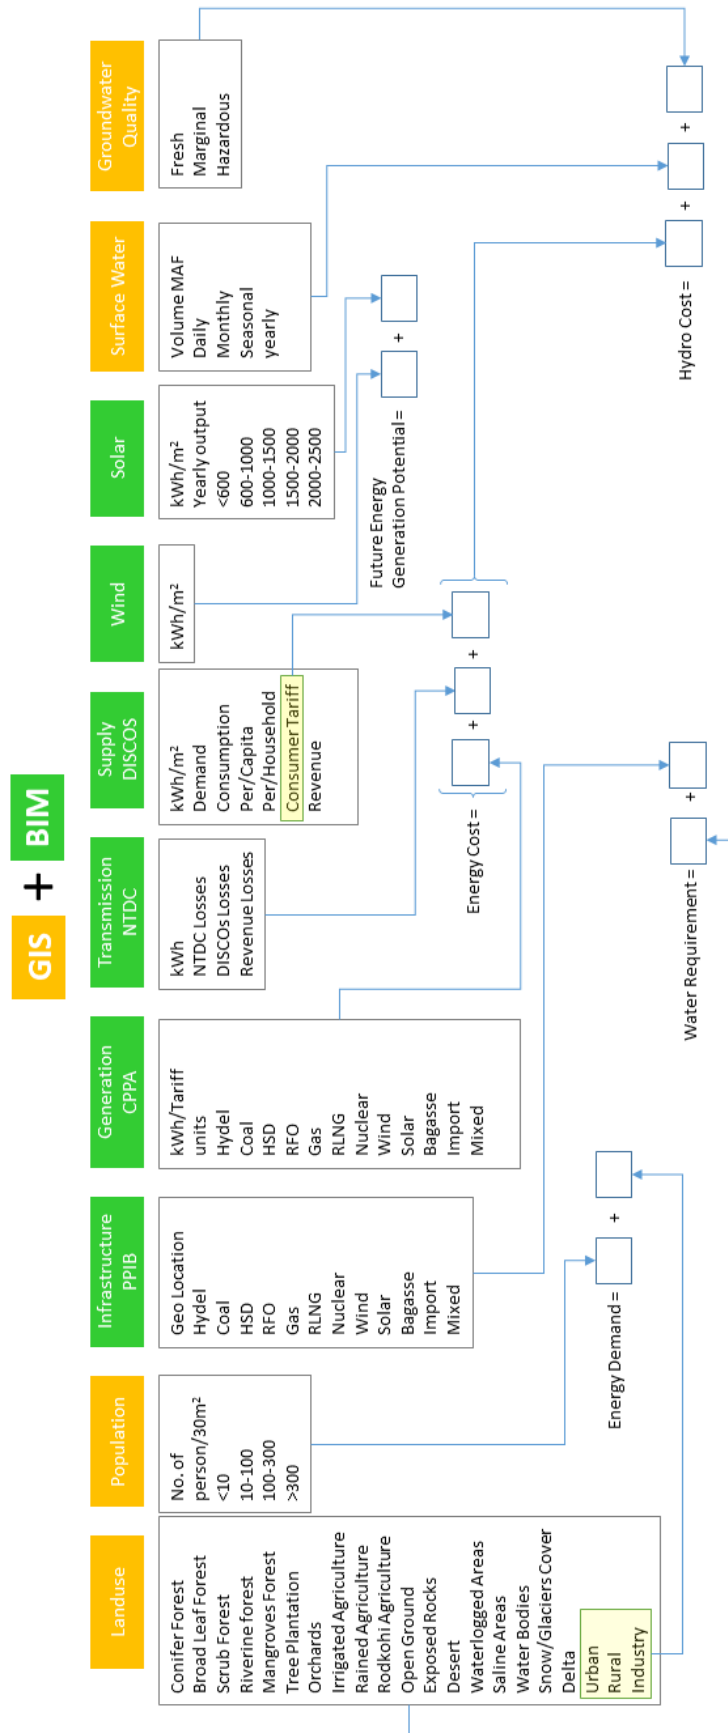 GIS + BIM
Landuse
Conifer Forest
Broad Leaf Forest
Scrub Forest
Riverine forest
Mangroves Forest
Tree Plantation
Orchards
Irrigated Agriculture
Rained Agriculture
Rodkohi Agriculture
Open Ground
Exposed Rocks
Desert
Waterlogged Areas
Saline Areas
Water Bodies
Snow/Glaciers Cover
Delta
Urban
Rural
Industry
Population
No. of
person/30m²
<10
10-100
100-300
>300
Infrastructure
PPIB
Geo Location
Hydel
Coal
HSD
RFO
Gas
RLNG
Nuclear
Wind
Solar
Bagasse
Import
Mixed
Generation
CPPA
kWh/Tariff
units
Hydel
Coal
HSD
RFO
Gas
RLNG
Nuclear
Wind
Solar
Bagasse
Import
Mixed
Transmission
NTDC
kWh
NTDC Losses
DISCOs Losses
Revenue Losses
Supply
DISCOS
kWh/m²
Demand
Consumption
Per/Capita
Per/Household
Consumer Tariff
Revenue
Wind
kWh/m²
Solar
kWh/m²
Yearly output
<600
600-1000
1000-1500
1500-2000
2000-2500
Surface Water
Volume MAF
Daily
Monthly
Seasonal
yearly
Groundwater
Quality
Fresh
Marginal
Hazardous
Future Energy
Generation Potential = +
Energy Cost = + +
Energy Demand = +
Water Requirement = +
Hydro Cost = + +